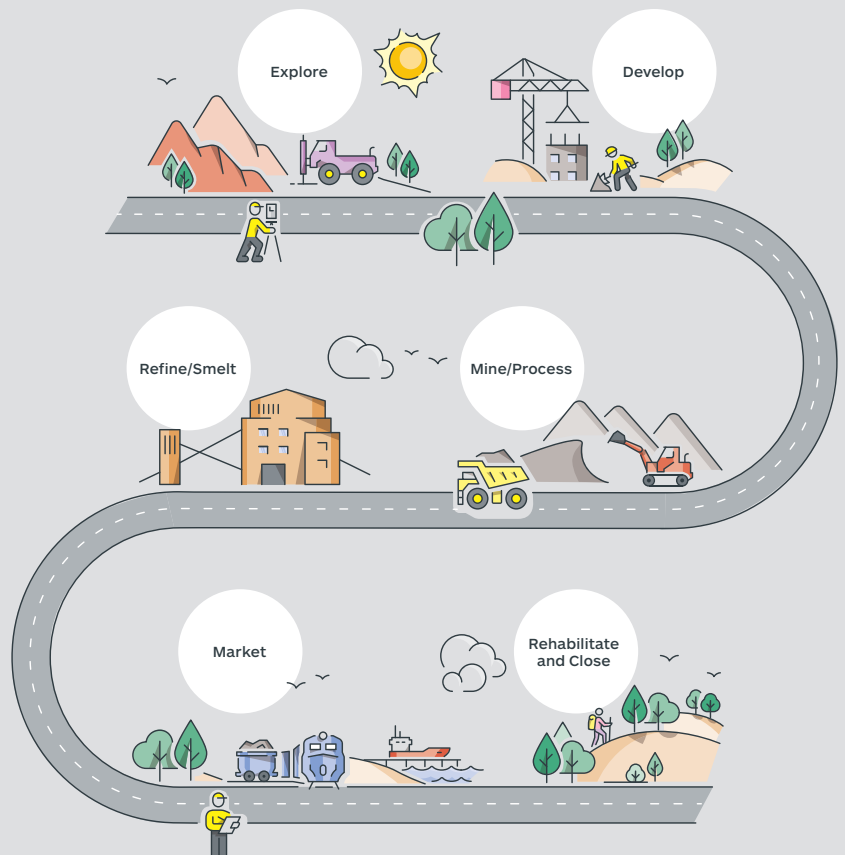 Explore
Develop
Refine/Smelt
Mine/Process
Market
Rehabilitate
and Close